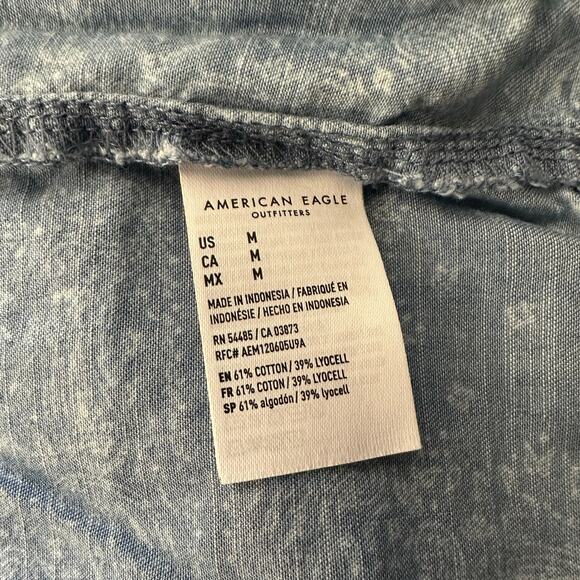 AMERICAN EAGLE
OUTFITTERS
US M
CA M
MX M
MADE IN INDONESIA / FABRIQUÉ EN
INDONÉSIE / HECHO EN INDONESIA
RN 54485 / CA 03873
RFC# AEM120605U9A
EN 61% COTTON / 39% LYOCELL
FR 61% COTON / 39% LYOCELL
SP 61% algodón / 39% lyocell